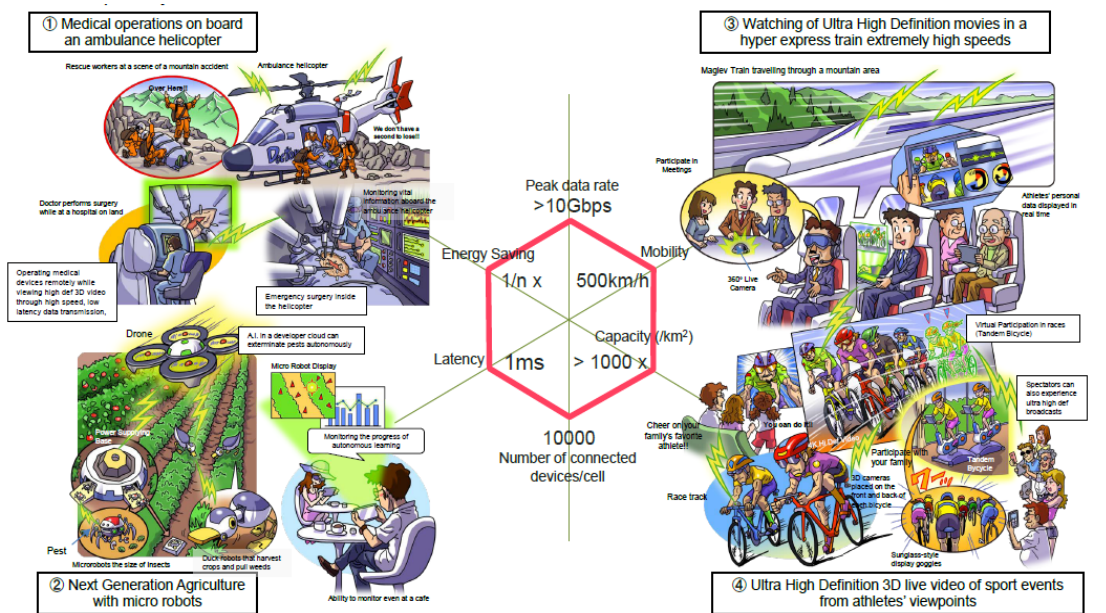 ① Medical operations on board
an ambulance helicopter
Rescue workers at a scene of a mountain accident
Ambulance helicopter
Over Here!!
We don't have a
second to lose!!
Doctor performs surgery
while at a hospital on land
Monitoring vital
information aboard the
ambulance helicopter
Operating medical
devices remotely while
viewing high def 3D video
through high speed, low
latency data transmission,
Emergency surgery inside
the helicopter
③ Watching of Ultra High Definition movies in a
hyper express train extremely high speeds
Maglev Train travelling through a mountain area
Participate in
Meetings
Athletes' personal
data displayed in
real time
360° Live
Camera
Peak data rate
>10Gbps
Energy Saving
1/n x
Mobility
500km/h
Latency
1ms
Capacity (/km²)
> 1000 x
10000
Number of connected
devices/cell
Drone
A.I. in a developer cloud can
exterminate pests autonomously
Micro Robot Display
Power Supplying
Base
Monitoring the progress of
autonomous learning
Pest
Microrobots the size of insects
Duck robots that harvest
crops and pull weeds
Ability to monitor even at a cafe
② Next Generation Agriculture
with micro robots
Virtual Participation in races
(Tandem Bicycle)
Spectators can
also experience
ultra high def
broadcasts
You can do it!!
Cheer on your
family's favorite
athlete!!
4K Hi Def Video
Participate with
your family
Tandem
Bycycle
Race track
3D cameras
placed on the
front and back of
each bicycle
Sunglass-style
display goggles
④ Ultra High Definition 3D live video of sport events
from athletes' viewpoints